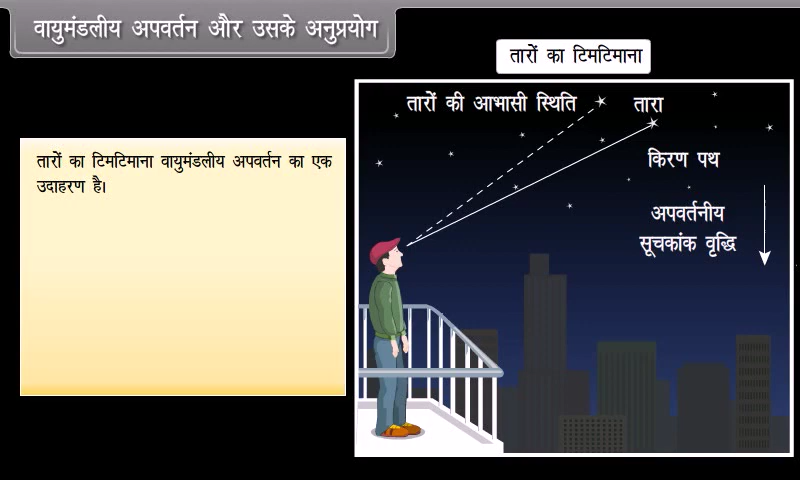 वायुमंडलीय अपवर्तन और उसके अनुप्रयोग
तारों का टिमटिमाना
तारों का टिमटिमाना वायुमंडलीय अपवर्तन का एक
उदाहरण है।
तारों की आभासी स्थिति
तारा
किरण पथ
अपवर्तनीय
सूचकांक वृद्धि